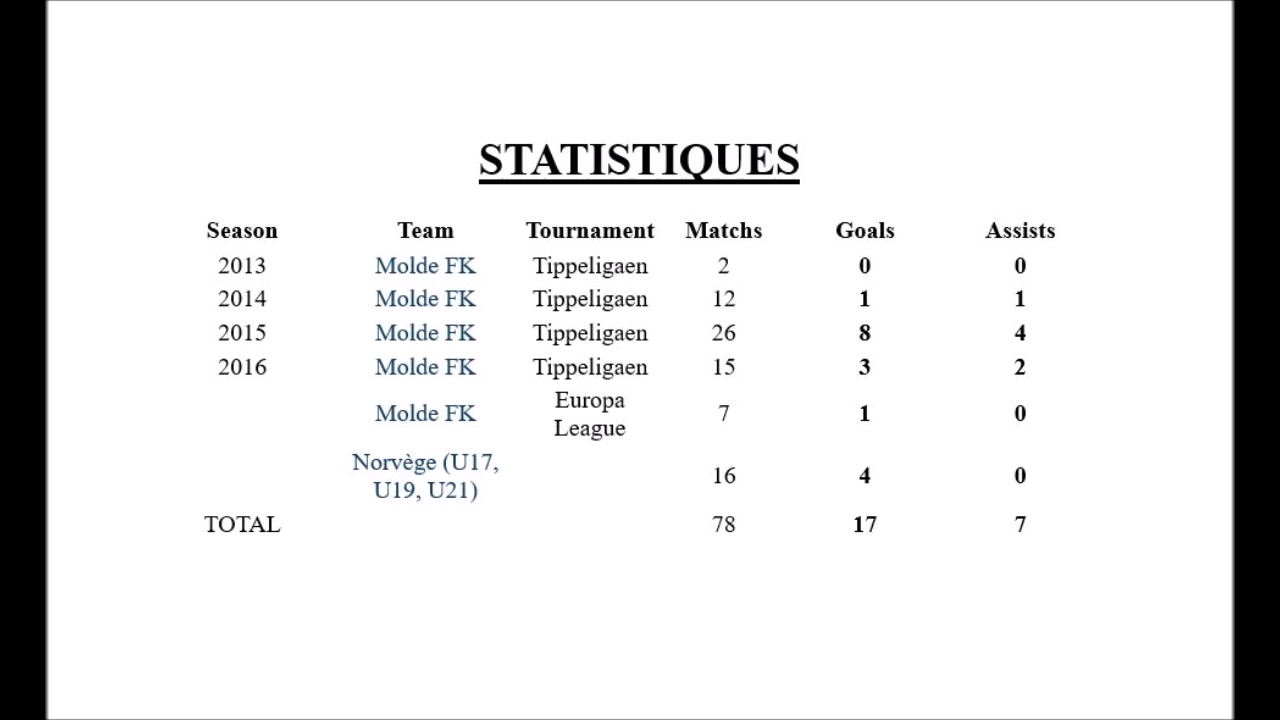 STATISTIQUES
Season Team Tournament Matchs Goals Assists
2013 Molde FK Tippeligaen 2 0 0
2014 Molde FK Tippeligaen 12 1 1
2015 Molde FK Tippeligaen 26 8 4
2016 Molde FK Tippeligaen 15 3 2
Molde FK Europa League 7 1 0
Norvège (U17, U19, U21) 16 4 0
TOTAL 78 17 7